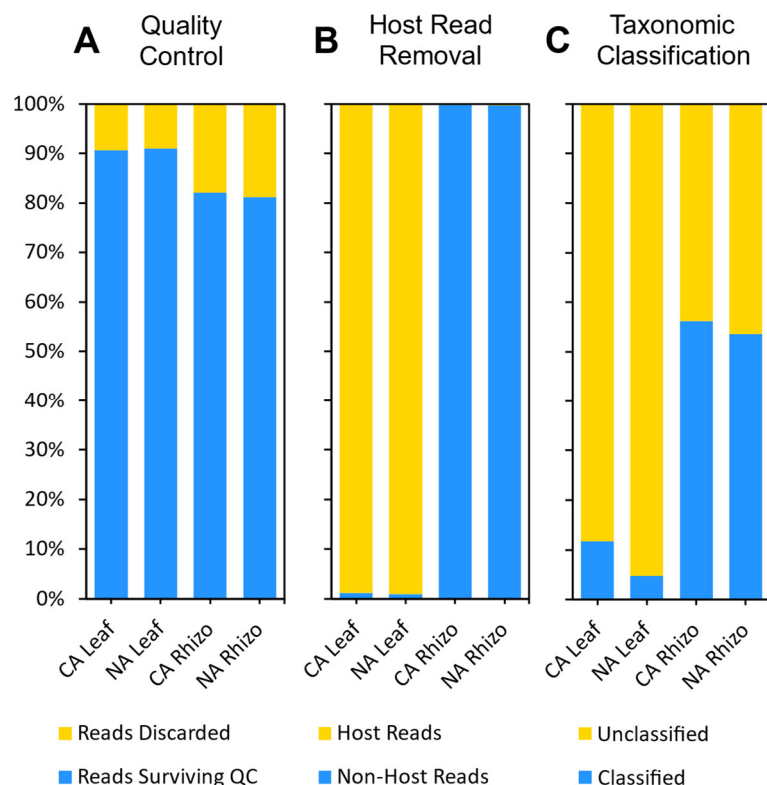 A Quality Control
B Host Read Removal
C Taxonomic Classification
100%
90%
80%
70%
60%
50%
40%
30%
20%
10%
0%
CA Leaf
NA Leaf
CA Rhizo
NA Rhizo
CA Leaf
NA Leaf
CA Rhizo
NA Rhizo
CA Leaf
NA Leaf
CA Rhizo
NA Rhizo
Reads Discarded
Reads Surviving QC
Host Reads
Non-Host Reads
Unclassified
Classified